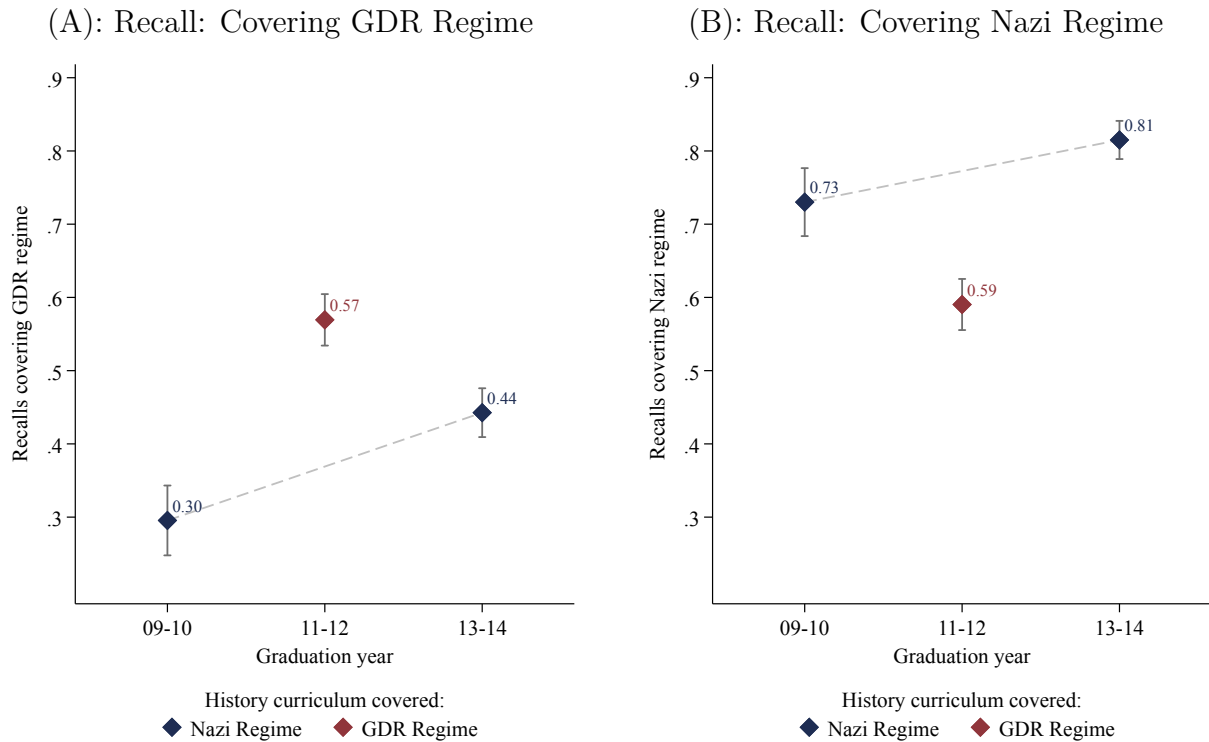 (A): Recall: Covering GDR Regime
Recalls covering GDR regime
.9
.8
.7
.6
.5
.4
.3
0.30
0.57
0.44
09-10
11-12
13-14
Graduation year
History curriculum covered:
Nazi Regime
GDR Regime
(B): Recall: Covering Nazi Regime
Recalls covering Nazi regime
.9
.8
.7
.6
.5
.4
.3
0.73
0.59
0.81
09-10
11-12
13-14
Graduation year
History curriculum covered:
Nazi Regime
GDR Regime